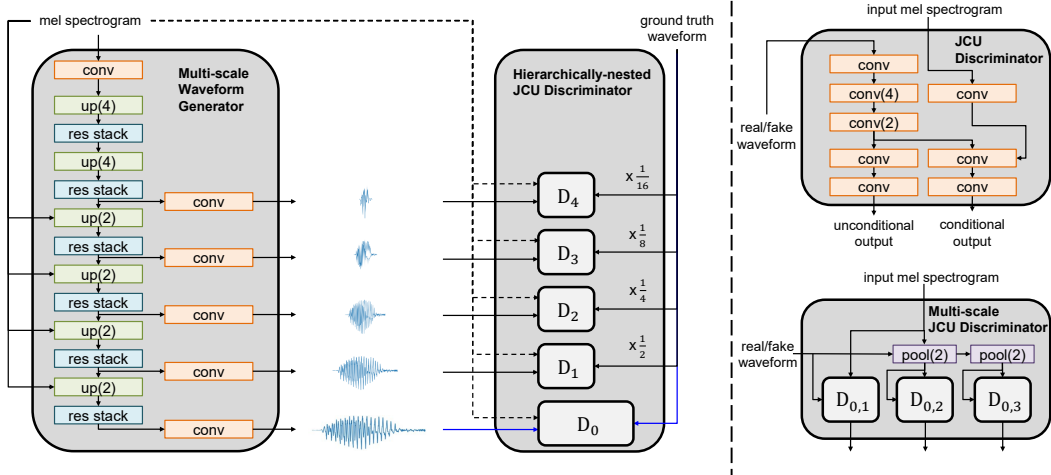 mel spectrogram
conv
Multi-scale
Waveform
Generator
up(4)
res stack
up(4)
res stack
conv
up(2)
res stack
conv
up(2)
res stack
conv
up(2)
res stack
conv
up(2)
res stack
conv
ground truth
waveform
Hierarchically-nested
JCU Discriminator
x 1/16
D4
x 1/8
D3
x 1/4
D2
x 1/2
D1
D0
input mel spectrogram
JCU
Discriminator
conv
conv(4)
conv
conv(2)
real/fake
waveform
conv
conv
conv
conv
unconditional
output
conditional
output
input mel spectrogram
Multi-scale
JCU Discriminator
real/fake
waveform
pool(2)
pool(2)
D0,1
D0,2
D0,3